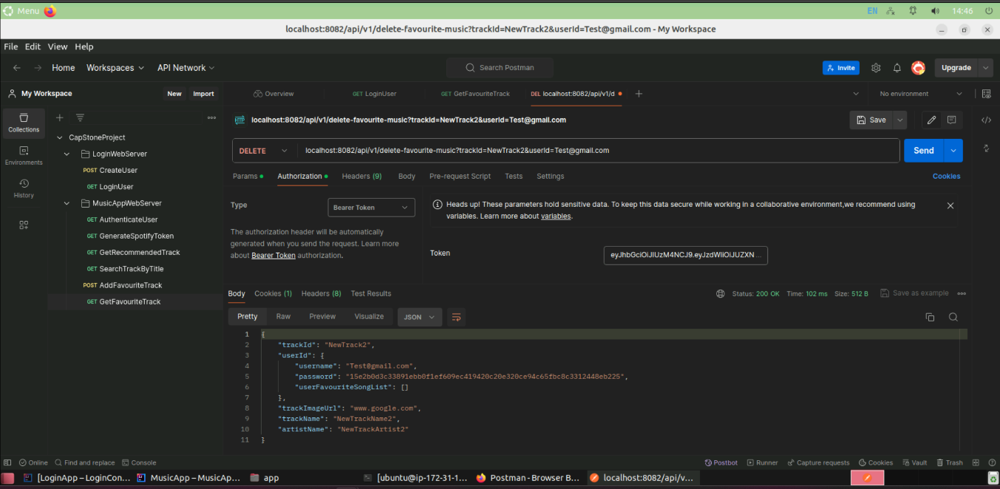 Menu EN 14:46
localhost:8082/api/v1/delete-favourite-music?trackId=NewTrack2&userId=Test@gmail.com - My Workspace
File Edit View Help
Home Workspaces API Network Search Postman Invite Upgrade
My Workspace New Import Overview GET LoginUser GET GetFavouriteTrack DEL localhost:8082/api/v1/d No environment
Collections
Environments
History
CapStoneProject
LoginWebServer
POST CreateUser
GET LoginUser
MusicAppWebServer
GET AuthenticateUser
GET GenerateSpotifyToken
GET GetRecommendedTrack
GET SearchTrackByTitle
POST AddFavouriteTrack
GET GetFavouriteTrack
HTTP localhost:8082/api/v1/delete-favourite-music?trackId=NewTrack2&userId=Test@gmail.com Save
DELETE localhost:8082/api/v1/delete-favourite-music?trackId=NewTrack2&userId=Test@gmail.com Send
Params Authorization Headers (9) Body Pre-request Script Tests Settings Cookies
Type Bearer Token
The authorization header will be automatically
generated when you send the request. Learn more
about Bearer Token authorization.
Heads up! These parameters hold sensitive data. To keep this data secure while working in a collaborative environment,we recommend using
variables. Learn more about variables.
Token eyJhbGciOiJIUzM4NCJ9.eyJzdWIiOiJUZXN ...
Body Cookies (1) Headers (8) Test Results Status: 200 OK Time: 102 ms Size: 512 B Save as example
Pretty Raw Preview Visualize JSON
1 {
2 "trackId": "NewTrack2",
3 "userId": {
4 "username": "Test@gmail.com",
5 "password": "15e2b0d3c33891ebb0f1ef609ec419420c20e320ce94c65fbc8c3312448eb225",
6 "userFavouriteSongList": []
7 },
8 "trackImageUrl": "www.google.com",
9 "trackName": "NewTrackName2",
10 "artistName": "NewTrackArtist2"
11 }
Online Find and replace Console Postbot Runner Capture requests Cookies Vault Trash
[LoginApp – LoginCon... MusicApp – MusicAp... app [ubuntu@ip-172-31-1... Postman - Browser B... localhost:8082/api/v...